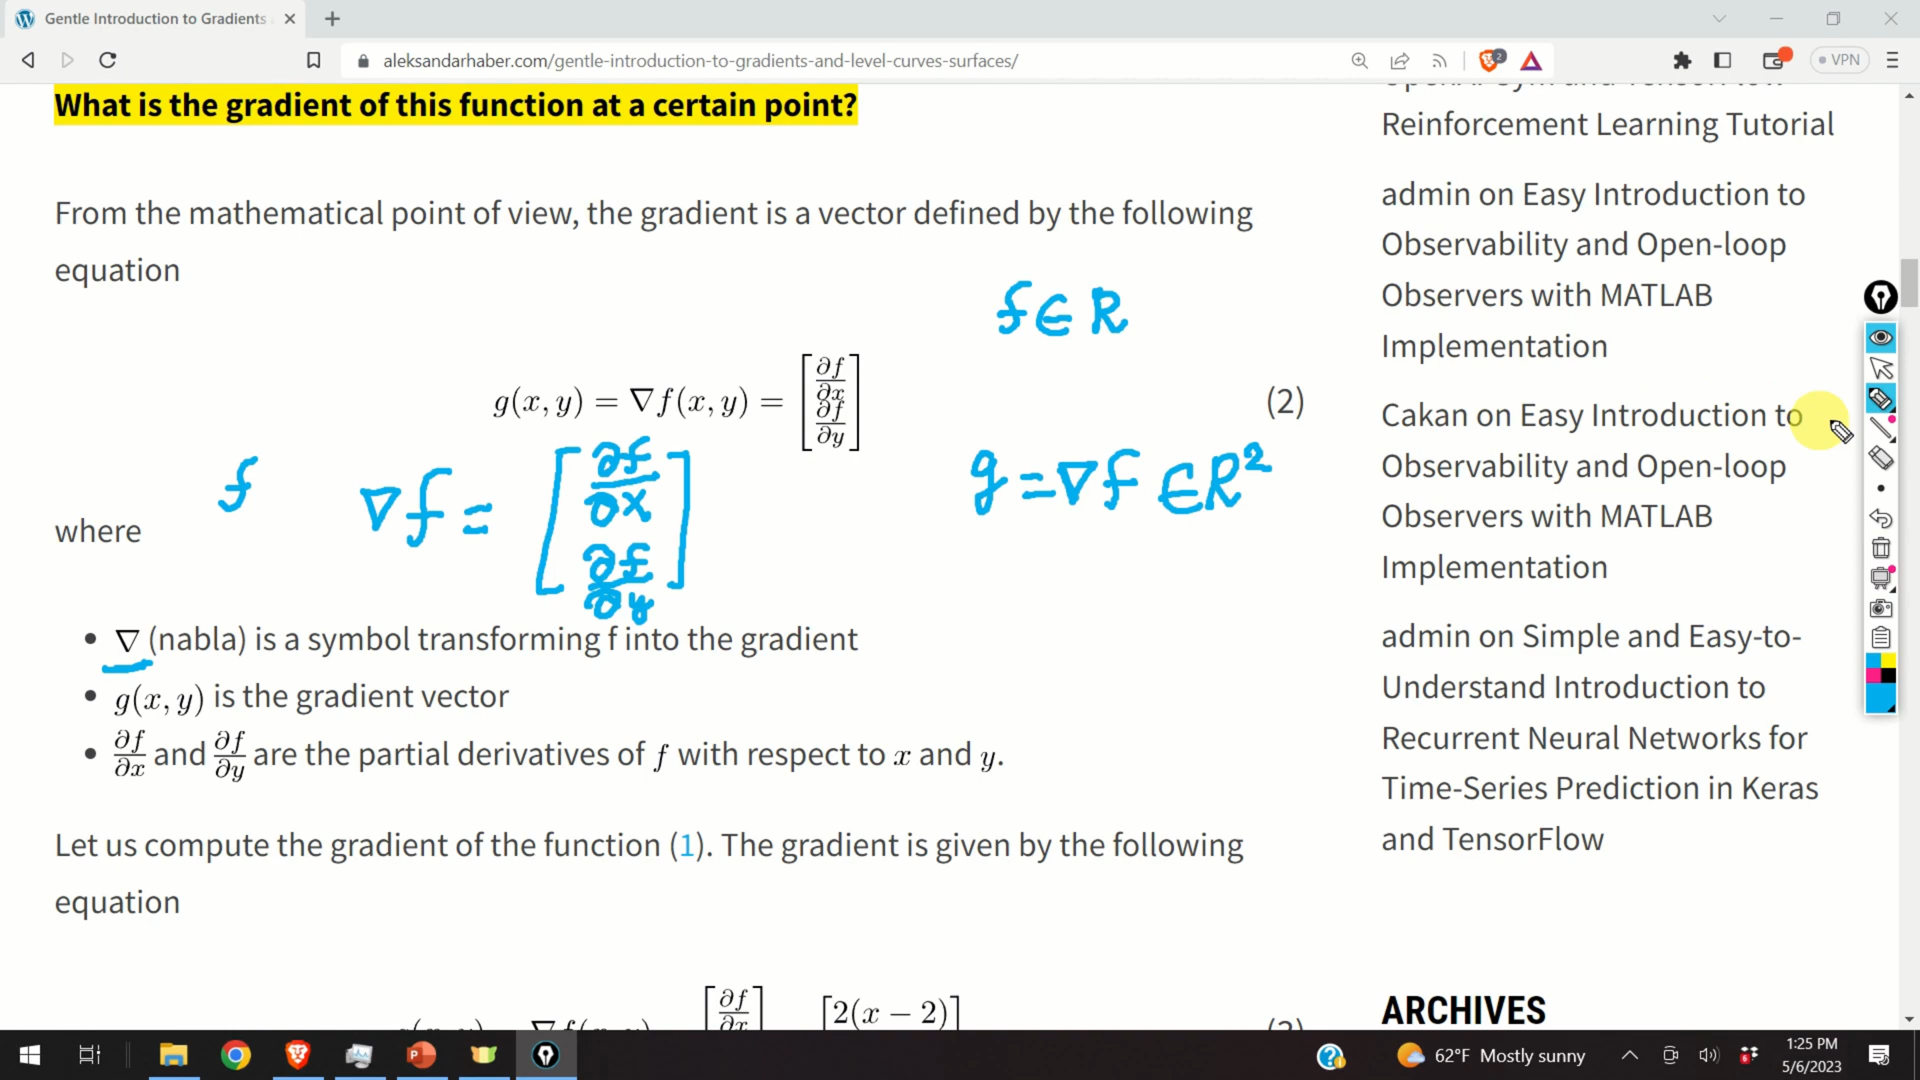 Gentle Introduction to Gradients
aleksandarhaber.com/gentle-introduction-to-gradients-and-level-curves-surfaces/
2
VPN
What is the gradient of this function at a certain point?
From the mathematical point of view, the gradient is a vector defined by the following
equation
f ∈ R
g(x, y) = ∇f(x, y) = [∂f/∂x ∂f/∂y] (2)
f ∇f = [∂f/∂x ∂f/∂y] g = ∇f ∈ R²
where
• ∇ (nabla) is a symbol transforming f into the gradient
• g(x, y) is the gradient vector
• ∂f/∂x and ∂f/∂y are the partial derivatives of f with respect to x and y.
Let us compute the gradient of the function (1). The gradient is given by the following
equation
[∂f/∂x] [2(x − 2)]
Reinforcement Learning Tutorial
admin on Easy Introduction to
Observability and Open-loop
Observers with MATLAB
Implementation
Cakan on Easy Introduction to
Observability and Open-loop
Observers with MATLAB
Implementation
admin on Simple and Easy-to-
Understand Introduction to
Recurrent Neural Networks for
Time-Series Prediction in Keras
and TensorFlow
ARCHIVES
62°F Mostly sunny
1:25 PM
5/6/2023